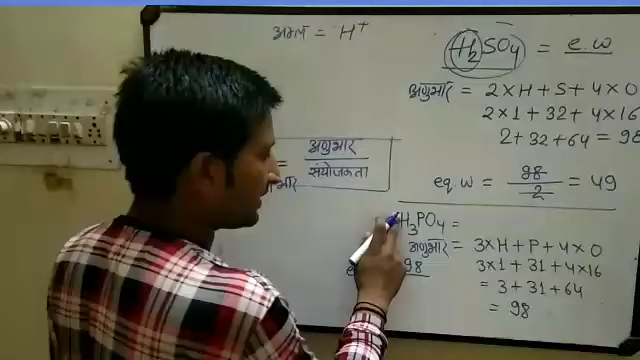 अम्ल = H⁺
H₂SO₄ = e.w
अणुभार = 2×H + S + 4×O
2×1 + 32 + 4×16
2+32+64 = 98
= अणुभार / संयोजकता
भार
eq w = 98/2 = 49
H₃PO₄ =
अणुभार = 3×H + P + 4×O
3×1 + 31 + 4×16
= 3+31+64
= 98
98